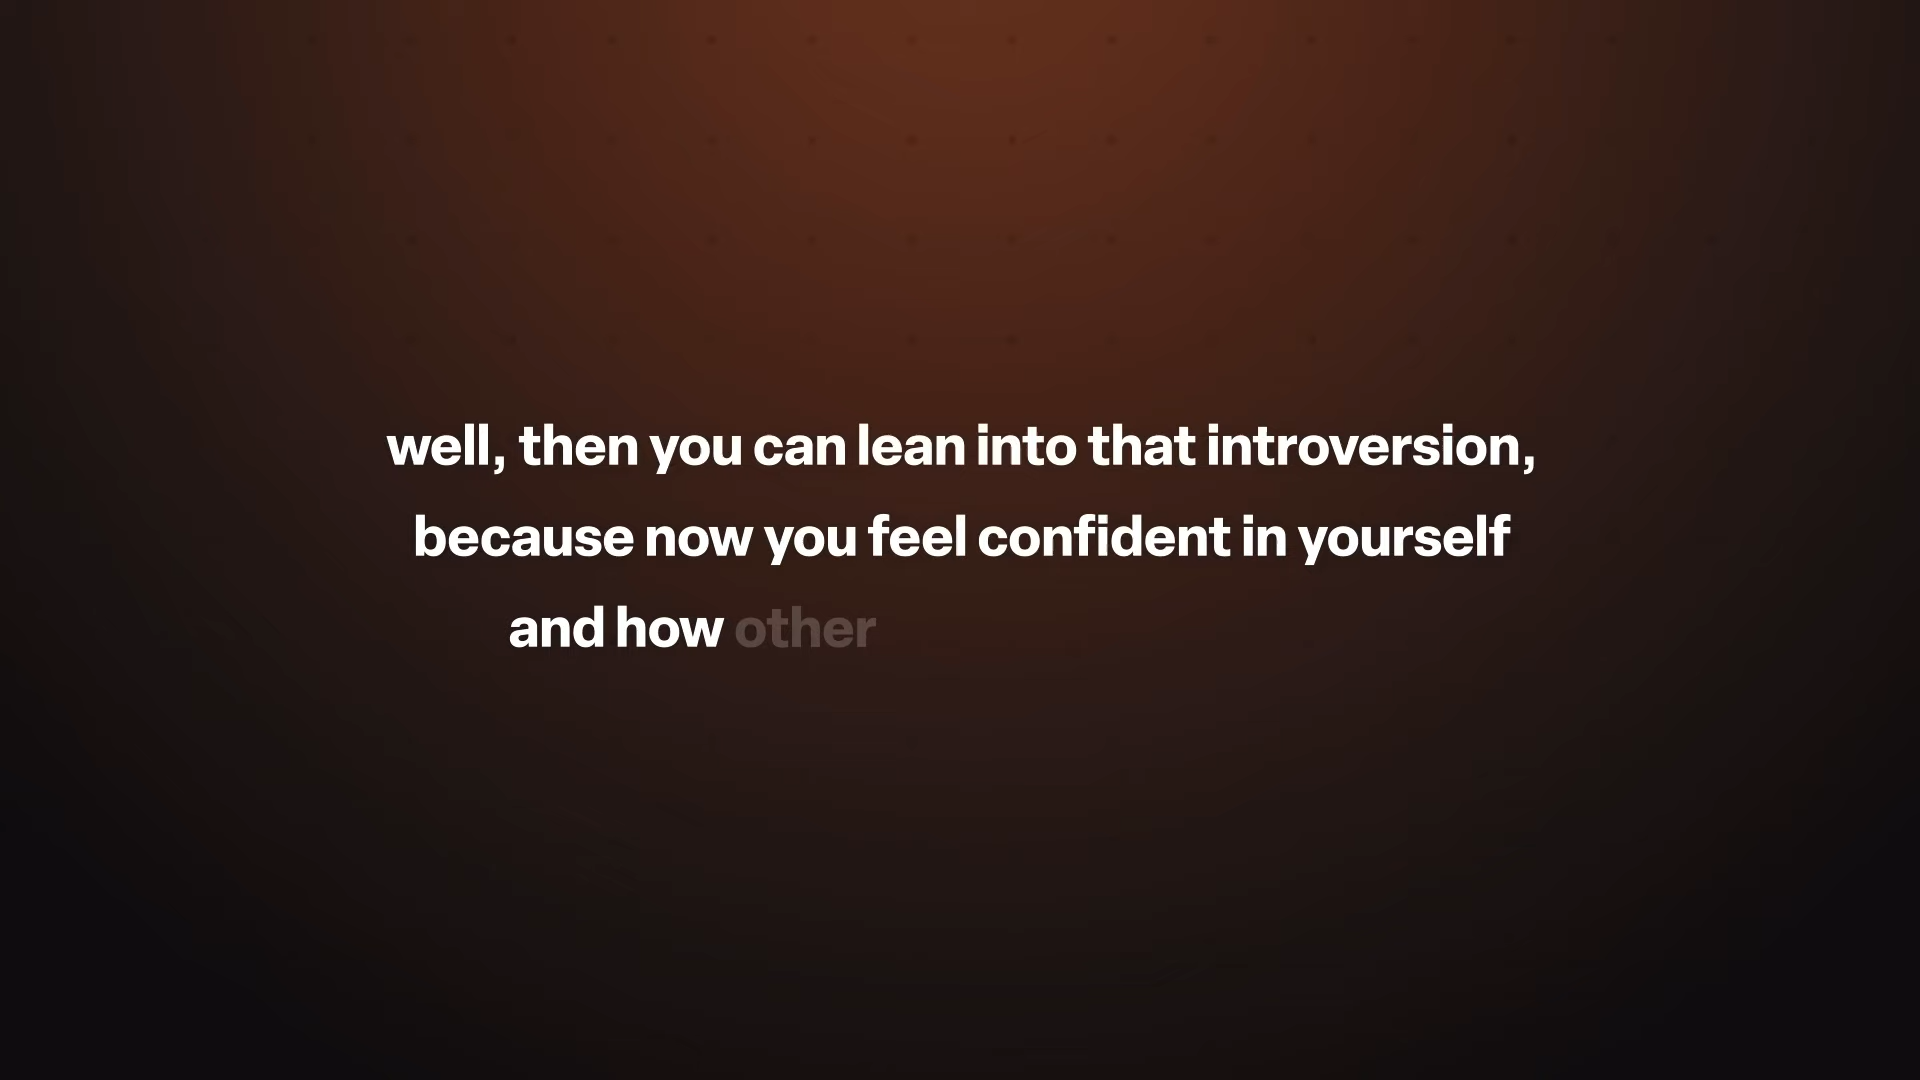 well, then you can lean into that introversion,
because now you feel confident in yourself
and how other